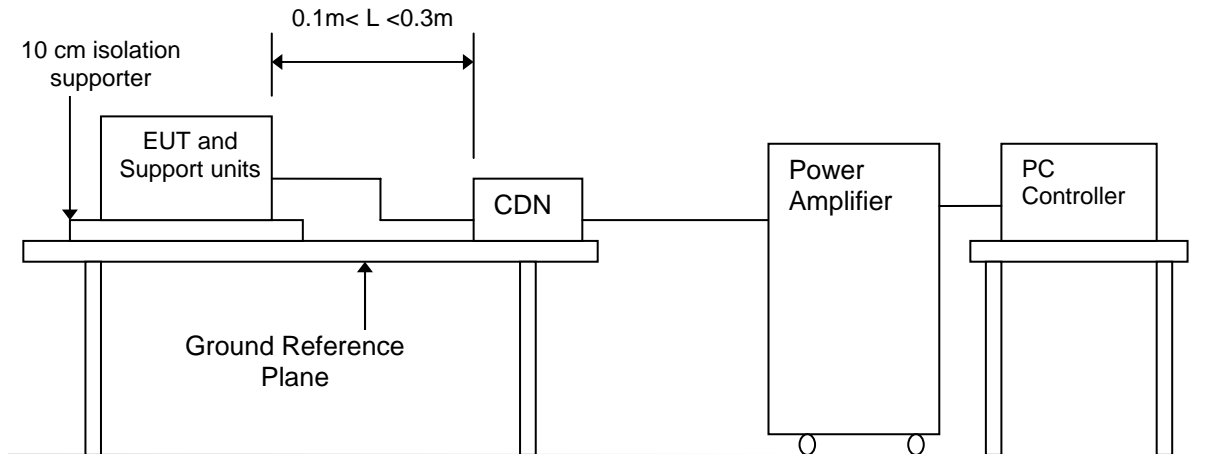 0.1m< L <0.3m
10 cm isolation
supporter
EUT and
Support units
CDN
Power
Amplifier
PC
Controller
Ground Reference
Plane